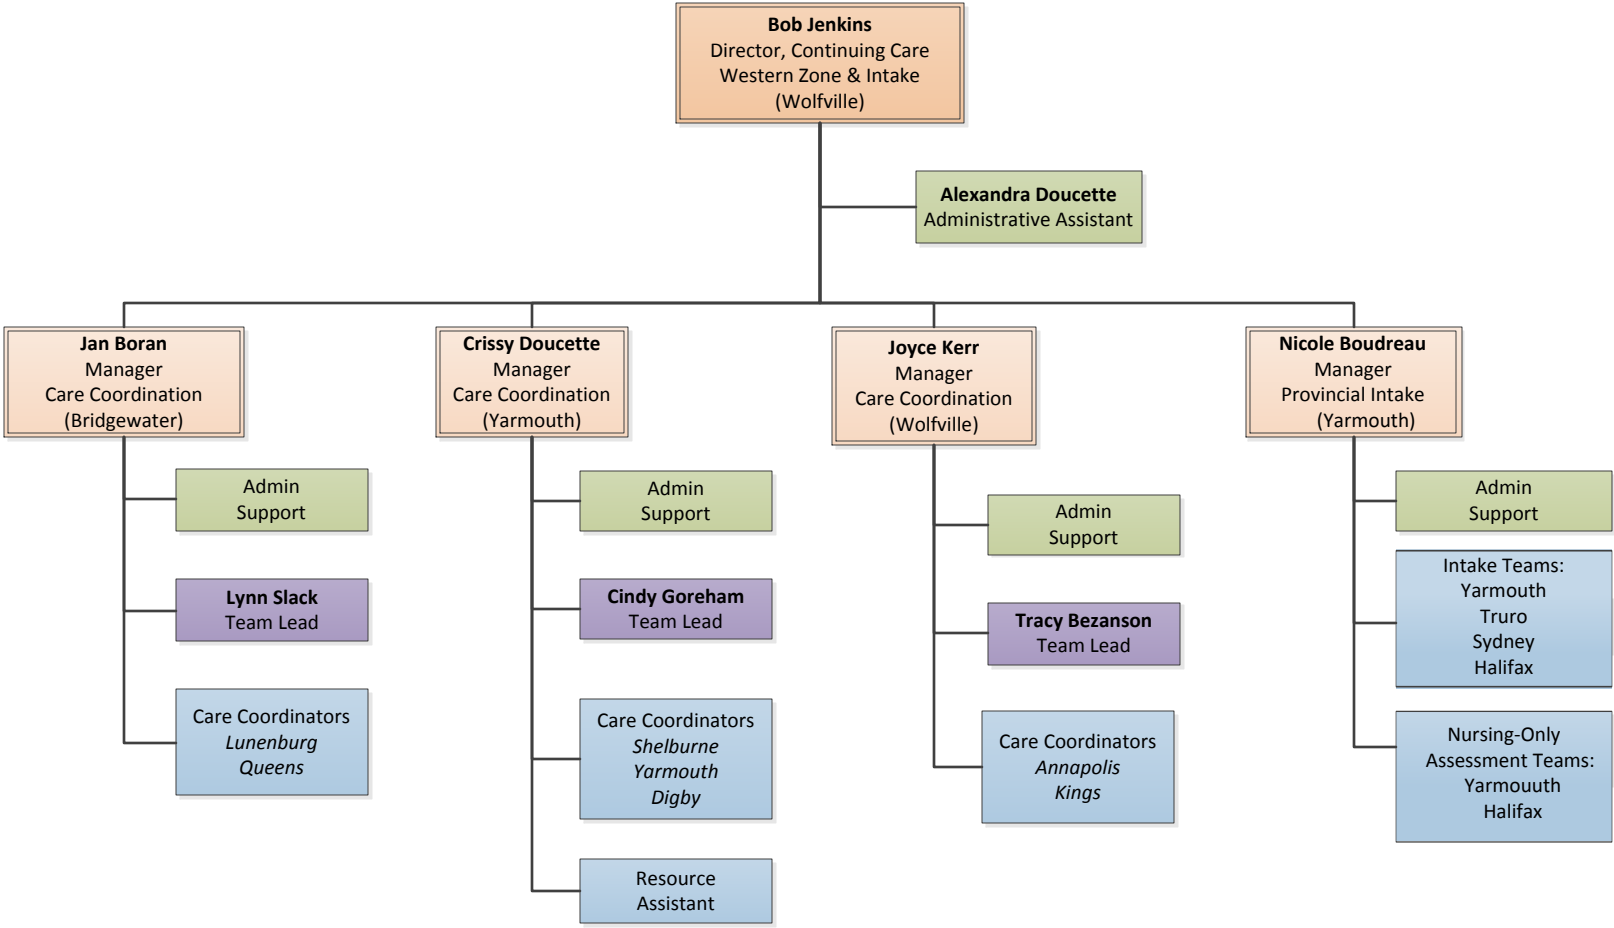 Bob Jenkins
Director, Continuing Care
Western Zone & Intake
(Wolfville)
Alexandra Doucette
Administrative Assistant
Jan Boran
Manager
Care Coordination
(Bridgewater)
Crissy Doucette
Manager
Care Coordination
(Yarmouth)
Joyce Kerr
Manager
Care Coordination
(Wolfville)
Nicole Boudreau
Manager
Provincial Intake
(Yarmouth)
Admin
Support
Lynn Slack
Team Lead
Care Coordinators
Lunenburg
Queens
Admin
Support
Cindy Goreham
Team Lead
Care Coordinators
Shelburne
Yarmouth
Digby
Resource
Assistant
Admin
Support
Tracy Bezanson
Team Lead
Care Coordinators
Annapolis
Kings
Admin
Support
Intake Teams:
Yarmouth
Truro
Sydney
Halifax
Nursing-Only
Assessment Teams:
Yarmouuth
Halifax